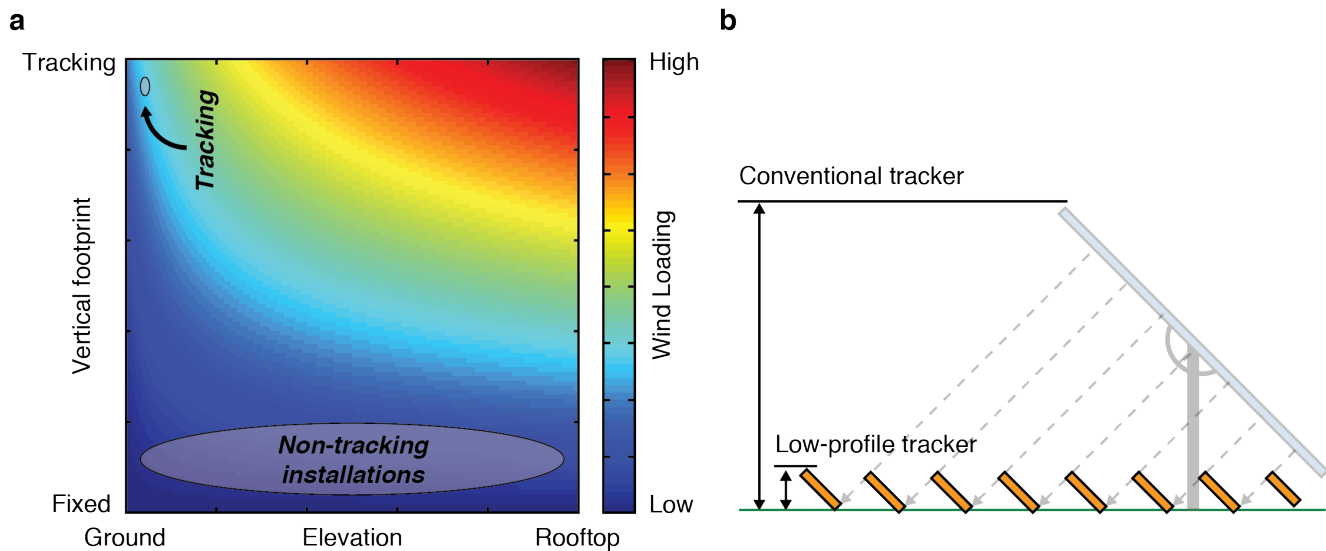 a
Tracking
Tracking
Vertical footprint
Non-tracking
installations
Fixed
Ground
Elevation
Rooftop
High
Wind Loading
Low
b
Conventional tracker
Low-profile tracker